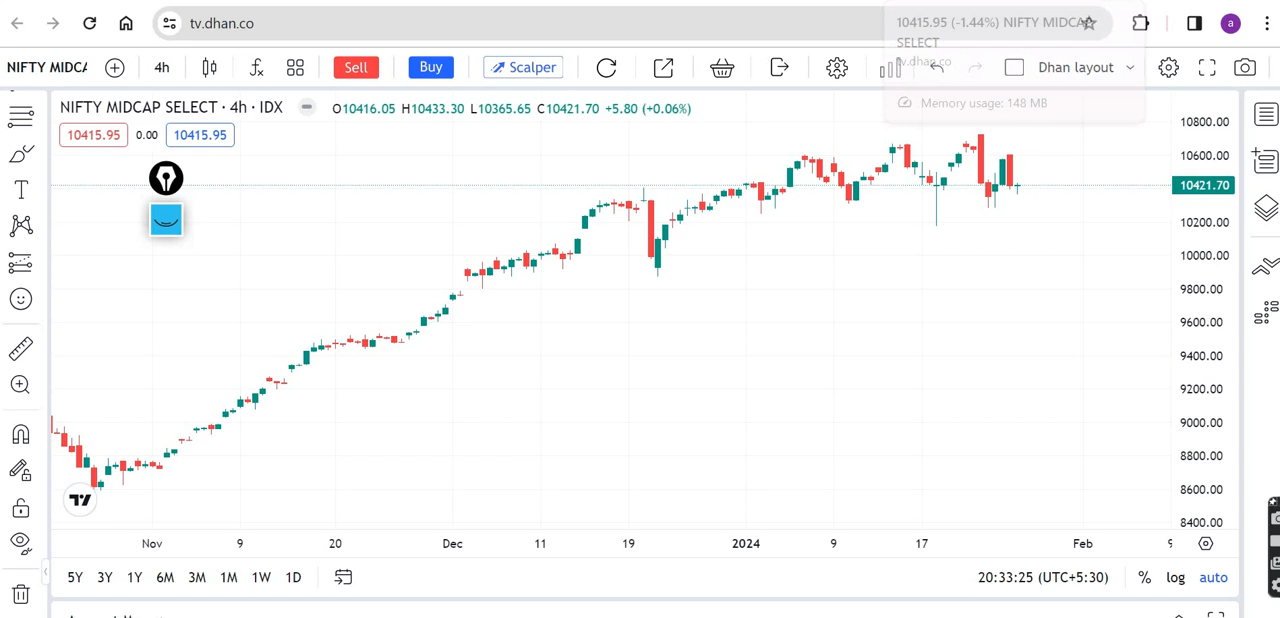 tv.dhan.co
10415.95 (-1.44%) NIFTY MIDCAP
SELECT
tv.dhan.co
Memory usage: 148 MB
a
NIFTY MIDCA
4h
Sell
Buy
Scalper
Dhan layout
NIFTY MIDCAP SELECT · 4h · IDX
O10416.05 H10433.30 L10365.65 C10421.70 +5.80 (+0.06%)
10415.95 0.00 10415.95
10800.00
10600.00
10421.70
10200.00
10000.00
9800.00
9600.00
9400.00
9200.00
9000.00
8800.00
8600.00
8400.00
Nov 9 20 Dec 11 19 2024 9 17 Feb 9
5Y 3Y 1Y 6M 3M 1M 1W 1D
20:33:25 (UTC+5:30) % log auto